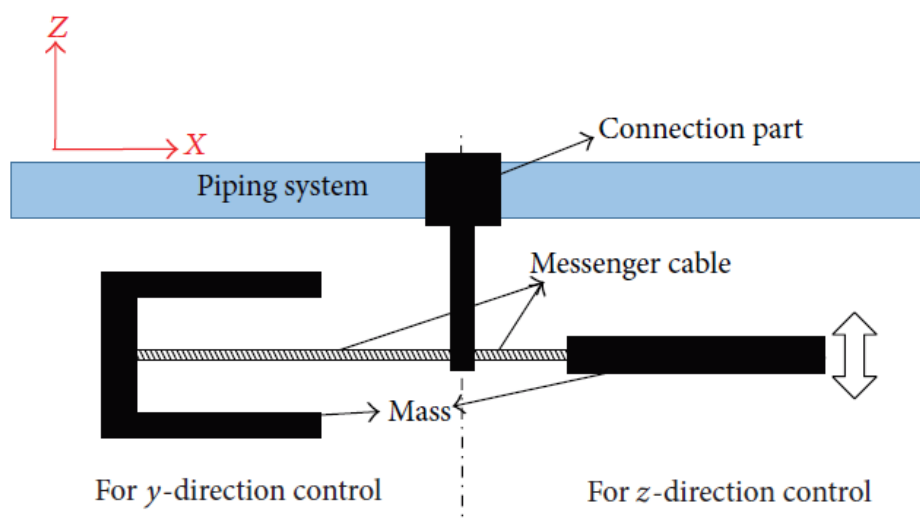 Z
X
Connection part
Piping system
Messenger cable
Mass
For y-direction control
For z-direction control